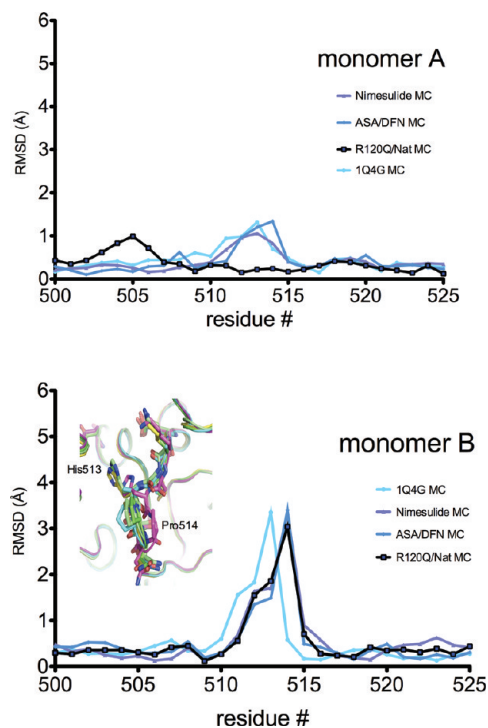 monomer A
6
5
4
3
2
1
0
RMSD (Å)
Nimesulide MC
ASA/DFN MC
R120Q/Nat MC
1Q4G MC
500 505 510 515 520 525
residue #
monomer B
6
5
4
3
2
1
0
RMSD (Å)
His513
Pro514
1Q4G MC
Nimesulide MC
ASA/DFN MC
R120Q/Nat MC
500 505 510 515 520 525
residue #